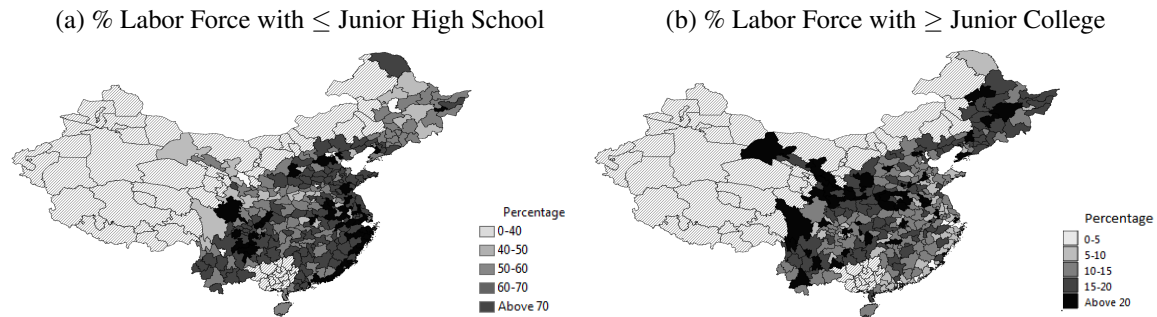 (a) % Labor Force with ≤ Junior High School
(b) % Labor Force with ≥ Junior College
Percentage
0-40
40-50
50-60
60-70
Above 70
Percentage
0-5
5-10
10-15
15-20
Above 20